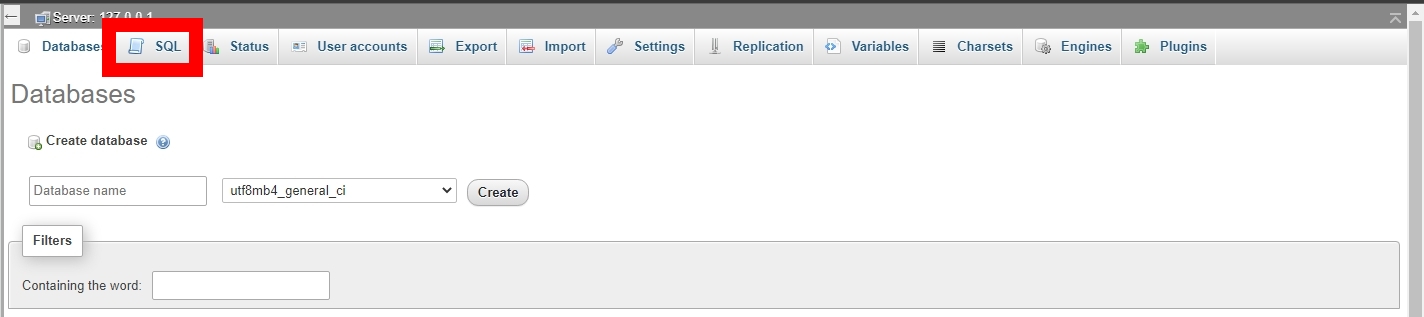 Server: 127.0.0.1
Databases SQL Status User accounts Export Import Settings Replication Variables Charsets Engines Plugins
Databases
Create database
Database name utf8mb4_general_ci Create
Filters
Containing the word: